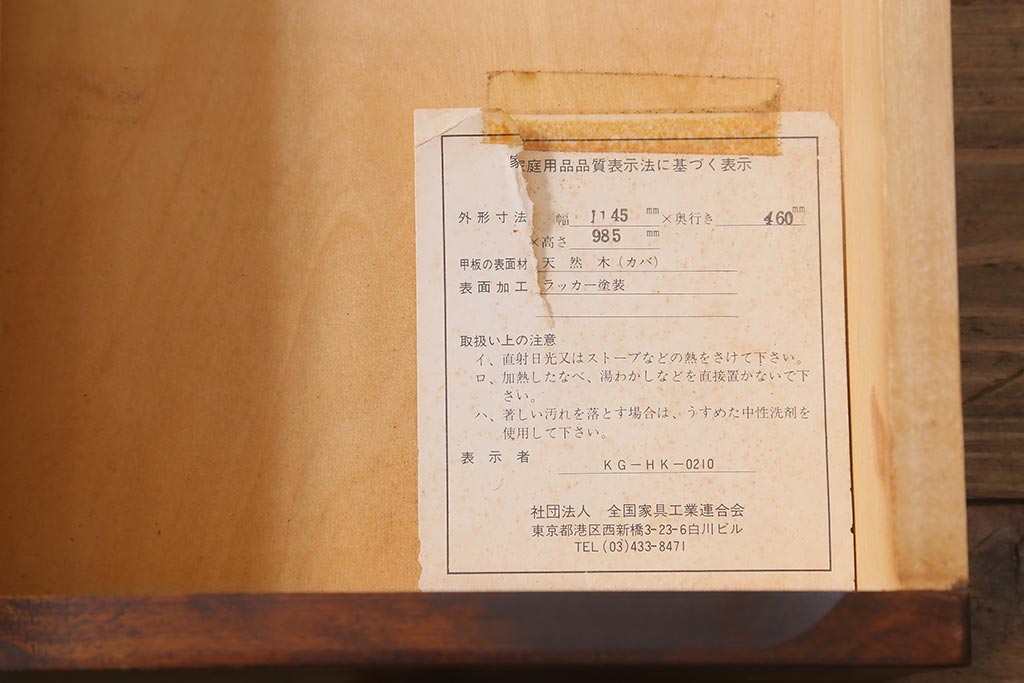 家庭用品品質表示法に基づく表示
外形寸法 幅 1145 mm ×奥行き 460 mm
×高さ 985 mm
甲板の表面材 天然木(カバ)
表面加工 ラッカー塗装
取扱い上の注意
イ、直射日光又はストーブなどの熱をさけて下さい。
ロ、加熱したなべ、湯わかしなどを直接置かないで下
さい。
ハ、著しい汚れを落とす場合は、うすめた中性洗剤を
使用して下さい。
表示者 KG-HK-0210
社団法人 全国家具工業連合会
東京都港区西新橋3-23-6白川ビル
TEL(03)433-8471